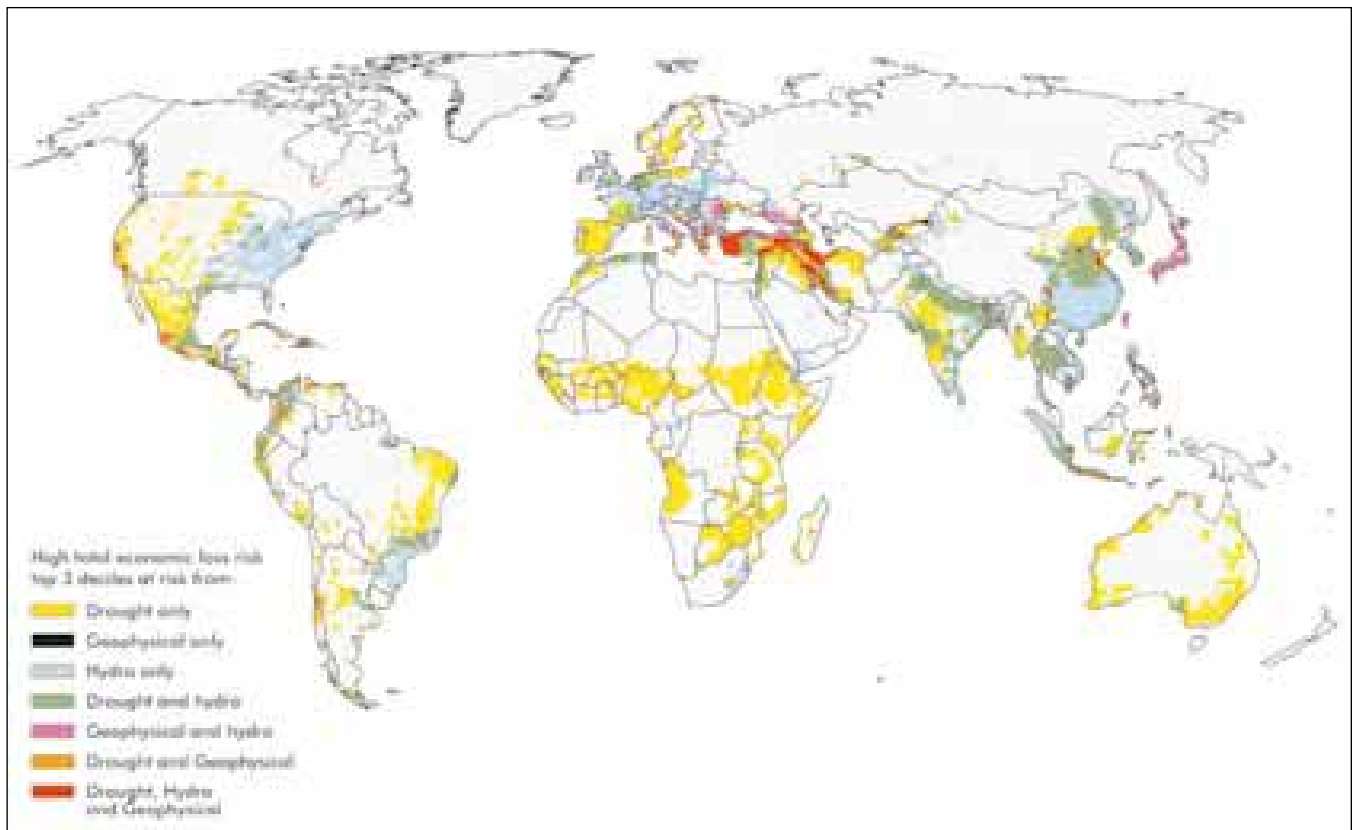 High total economic loss risk
top 3 deciles at risk from:
Drought only
Geophysical only
Hydro only
Drought and hydro
Geophysical and hydro
Drought and Geophysical
Drought, Hydro
and Geophysical